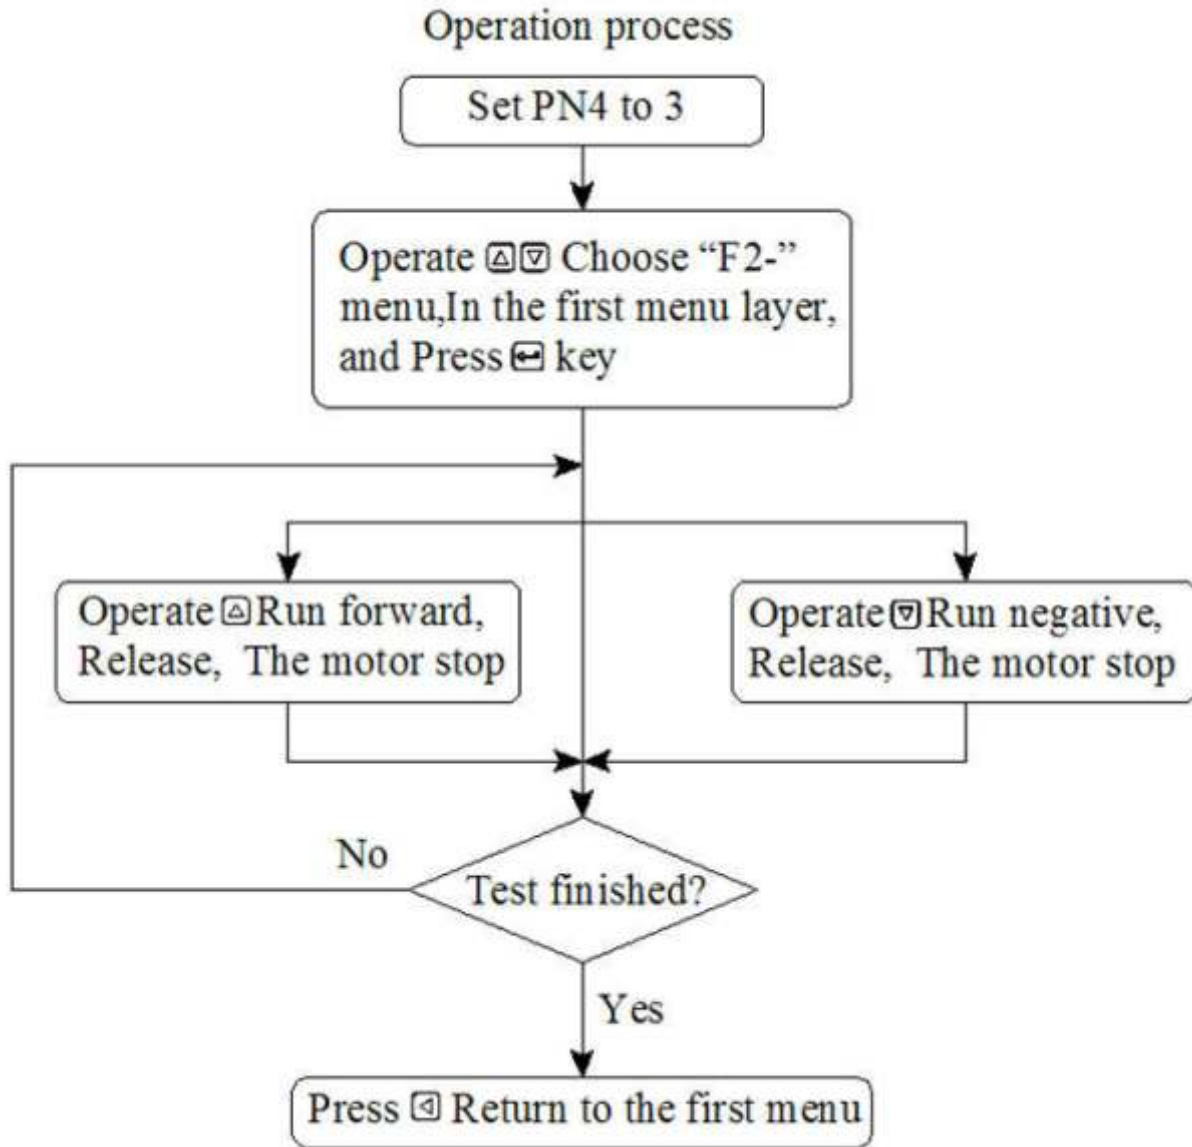 Operation process
Set PN4 to 3
Operate Choose “F2-”
menu,In the first menu layer,
and Press key
Operate Run forward,
Release, The motor stop
Operate Run negative,
Release, The motor stop
No
Test finished?
Yes
Press Return to the first menu